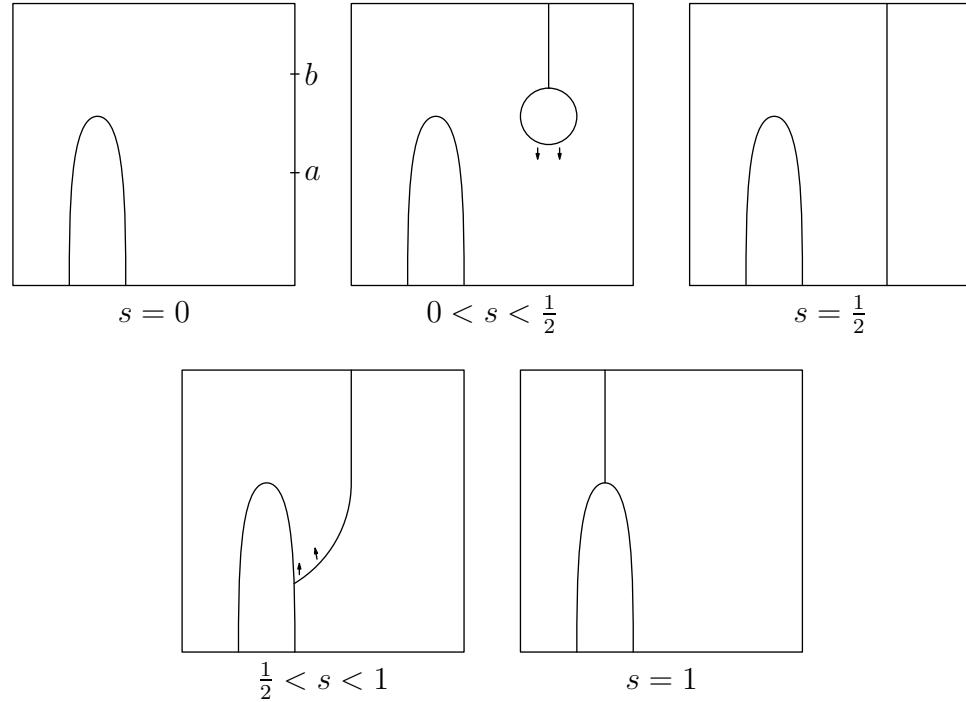 b
a
s = 0
0 < s < 1/2
s = 1/2
1/2 < s < 1
s = 1